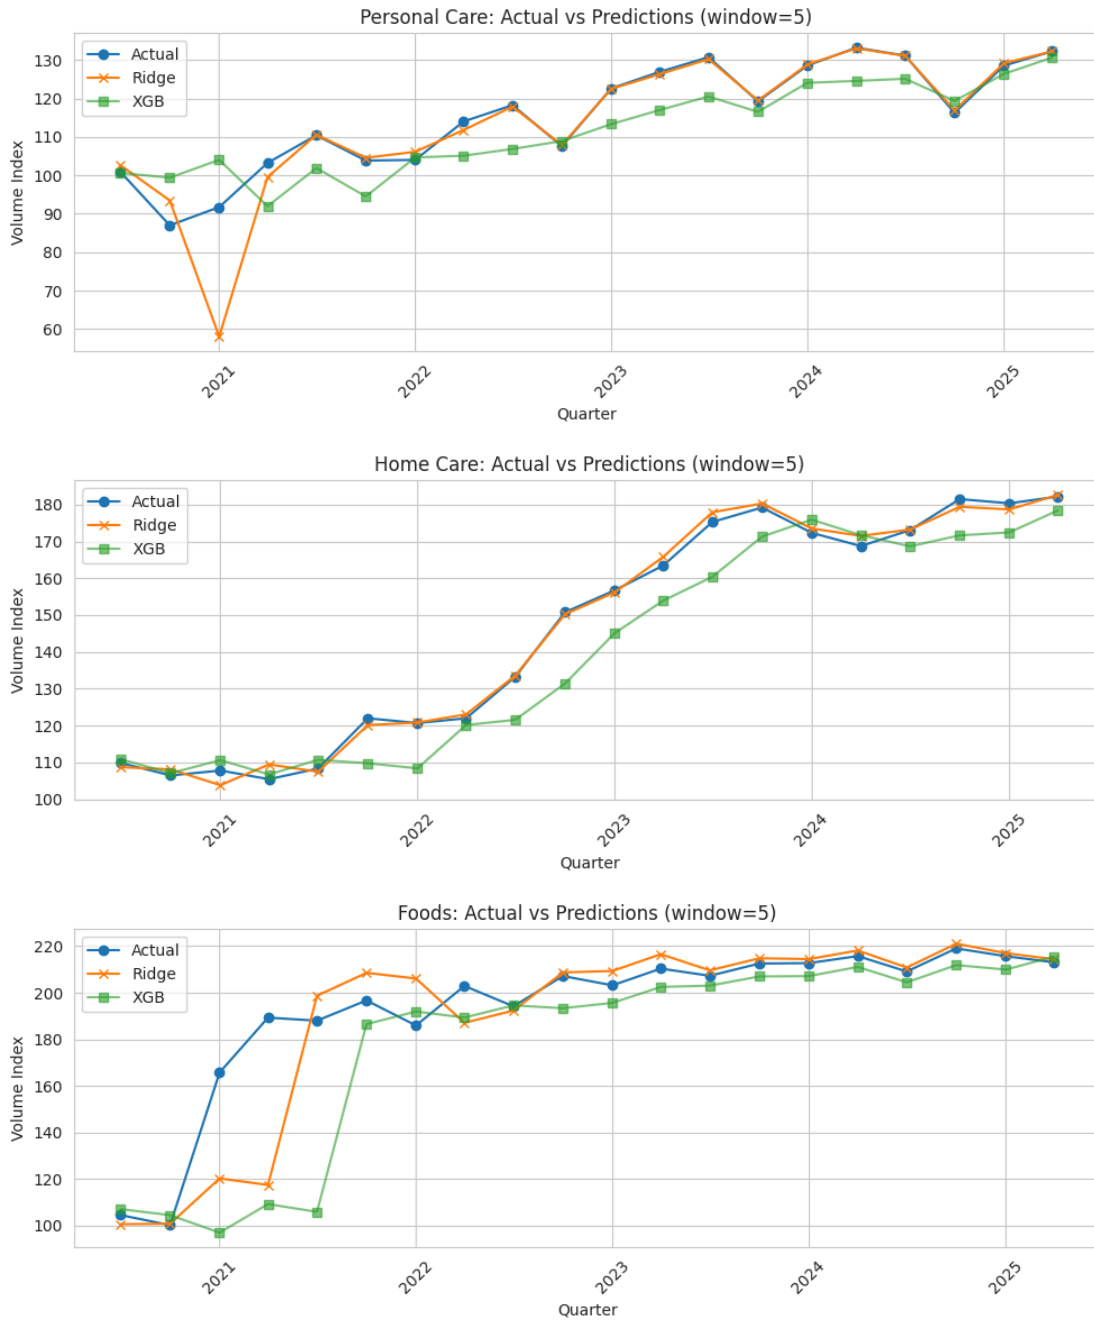 Personal Care: Actual vs Predictions (window=5)
Actual
Ridge
XGB
Volume Index
130
120
110
100
90
80
70
60
2021
2022
2023
2024
2025
Quarter
Home Care: Actual vs Predictions (window=5)
Actual
Ridge
XGB
Volume Index
180
170
160
150
140
130
120
110
100
2021
2022
2023
2024
2025
Quarter
Foods: Actual vs Predictions (window=5)
Actual
Ridge
XGB
Volume Index
220
200
180
160
140
120
100
2021
2022
2023
2024
2025
Quarter